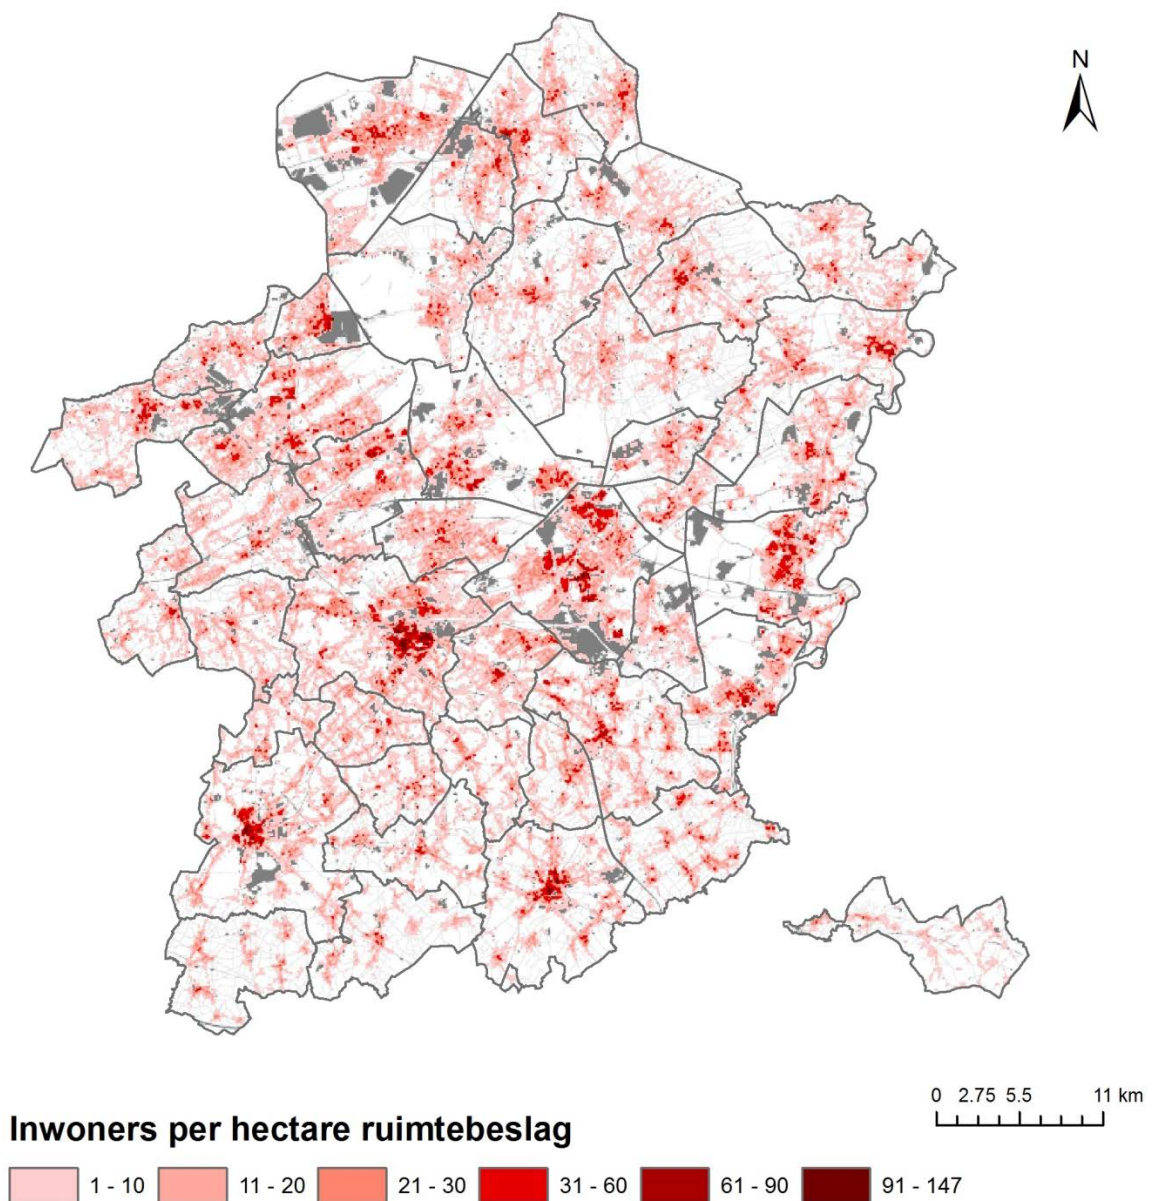 N
0 2.75 5.5 11 km
Inwoners per hectare ruimtebeslag
1 - 10 11 - 20 21 - 30 31 - 60 61 - 90 91 - 147